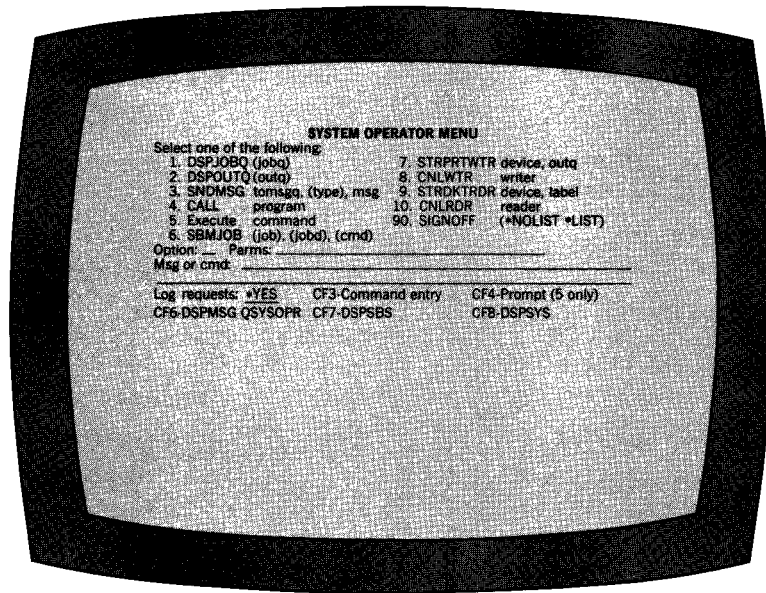 SYSTEM OPERATOR MENU
Select one of the following:
1. DSPJOBQ (jobq) 7. STRPRTWTR device, outq
2. DSPOUTQ (outq) 8. CNLWTR writer
3. SNDMSG tomsgq, (type), msg 9. STRDKTRDR device, label
4. CALL program 10. CNLRDR reader
5. Execute command 90. SIGNOFF (*NOLIST *LIST)
6. SBMJOB (job), (jobd), (cmd)
Option: __ Parms: ____
Msg or cmd: ____
Log requests: *YES CF3-Command entry CF4-Prompt (5 only)
CF6-DSPMSG QSYSOPR CF7-DSPSBS CF8-DSPSYS